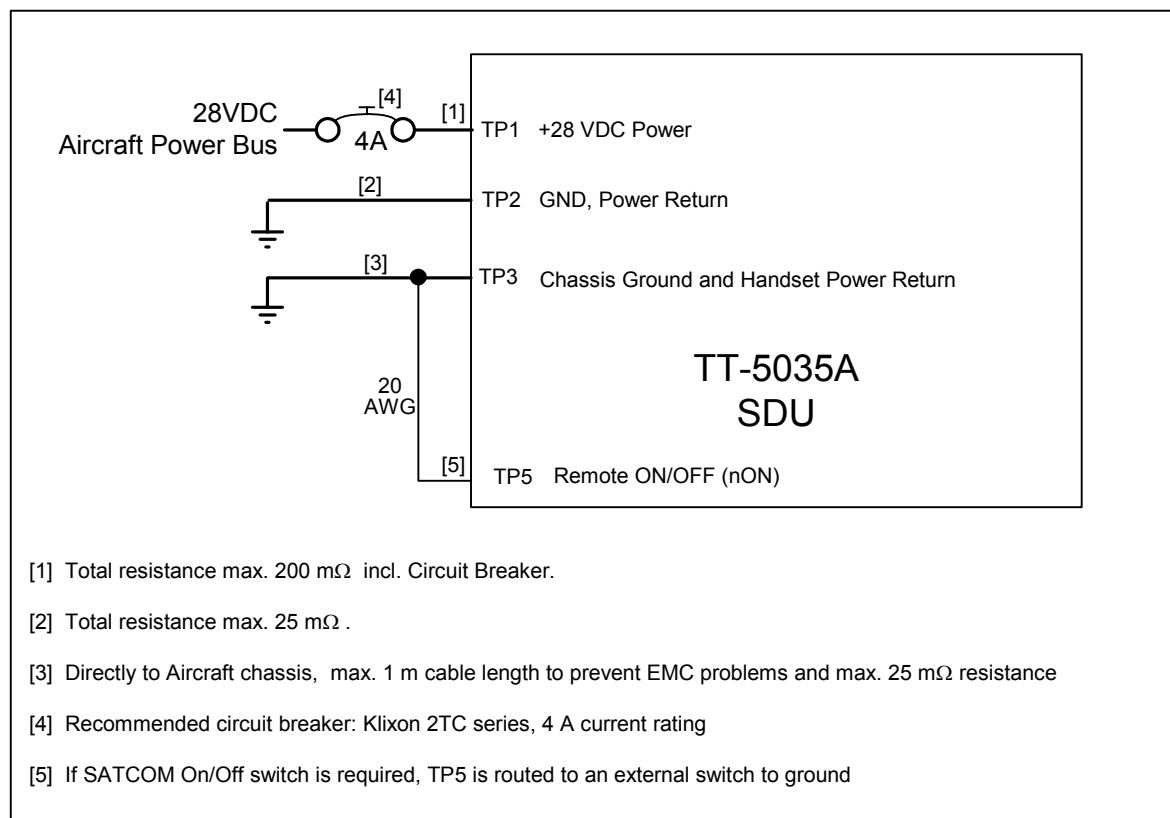 28VDC
Aircraft Power Bus
[4]
4A
[1]
TP1 +28 VDC Power
[2]
TP2 GND, Power Return
[3]
TP3 Chassis Ground and Handset Power Return
TT-5035A
SDU
20
AWG
[5]
TP5 Remote ON/OFF (nON)
[1] Total resistance max. 200 mΩ incl. Circuit Breaker.
[2] Total resistance max. 25 mΩ .
[3] Directly to Aircraft chassis, max. 1 m cable length to prevent EMC problems and max. 25 mΩ resistance
[4] Recommended circuit breaker: Klixon 2TC series, 4 A current rating
[5] If SATCOM On/Off switch is required, TP5 is routed to an external switch to ground